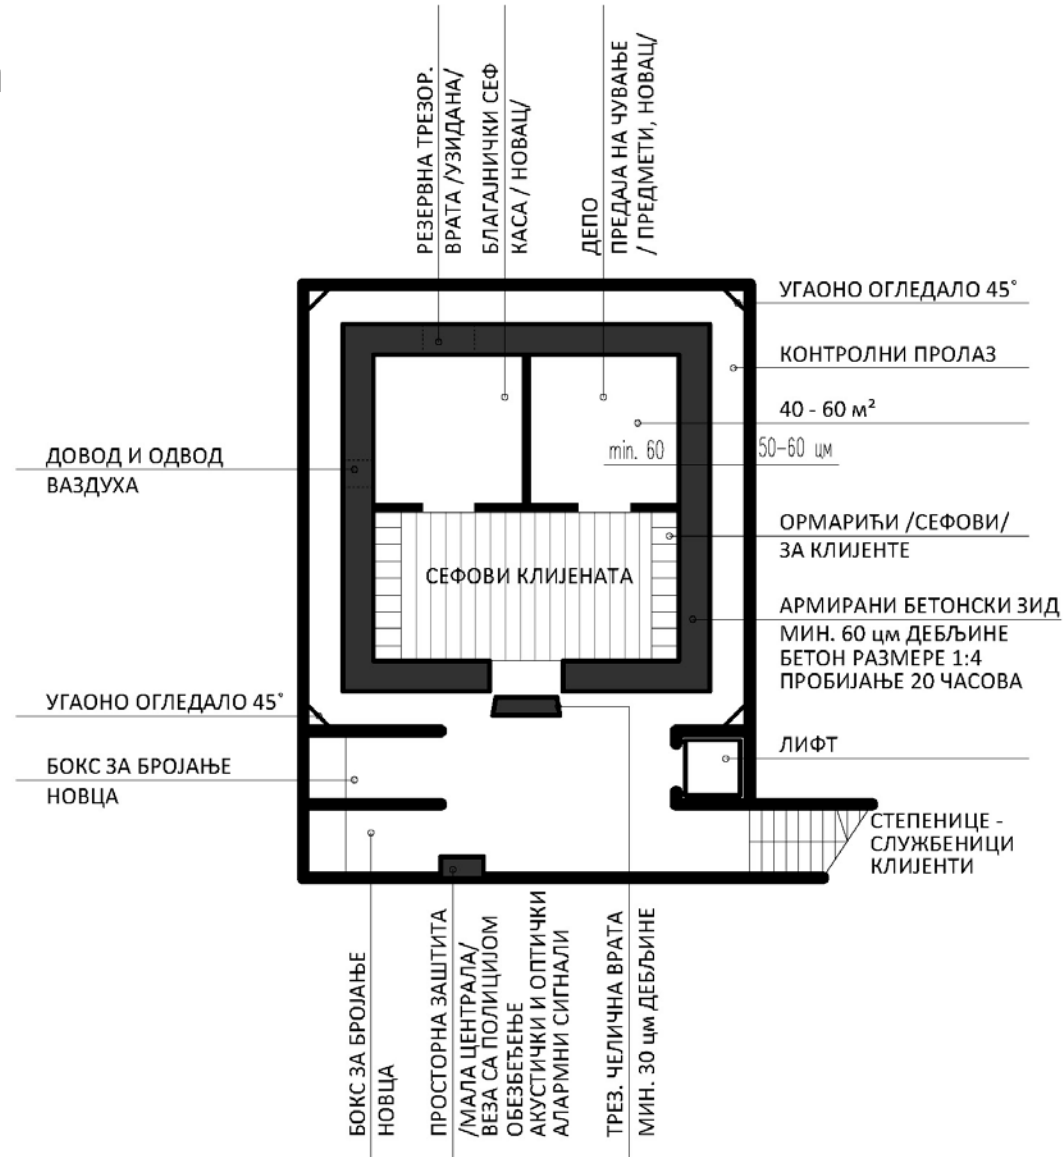 РЕЗЕРВНА ТРЕЗОР.
ВРАТА /УЗИДАНА/
БЛАГАЈНИЧКИ СЕФ
КАСА / НОВАЦ/
ДЕПО
ПРЕДАЈА НА ЧУВАЊЕ
/ ПРЕДМЕТИ, НОВАЦ/
УГАОНО ОГЛЕДАЛО 45°
КОНТРОЛНИ ПРОЛАЗ
40 - 60 м²
min. 60
50-60 цм
ДОВОД И ОДВОД
ВАЗДУХА
ОРМАРИЋИ /СЕФОВИ/
ЗА КЛИЈЕНТЕ
СЕФОВИ КЛИЈЕНАТА
АРМИРАНИ БЕТОНСКИ ЗИД
МИН. 60 цм ДЕБЉИНЕ
БЕТОН РАЗМЕРЕ 1:4
ПРОБИЈАЊЕ 20 ЧАСОВА
УГАОНО ОГЛЕДАЛО 45°
ЛИФТ
БОКС ЗА БРОЈАЊЕ
НОВЦА
СТЕПЕНИЦЕ -
СЛУЖБЕНИЦИ
КЛИЈЕНТИ
БОКС ЗА БРОЈАЊЕ
НОВЦА
ПРОСТОРНА ЗАШТИТА
/МАЛА ЦЕНТРАЛА/
ВЕЗА СА ПОЛИЦИЈОМ
ОБЕЗБЕЂЕЊЕ
АКУСТИЧКИ И ОПТИЧКИ
АЛАРМНИ СИГНАЛИ
ТРЕЗ. ЧЕЛИЧНА ВРАТА
МИН. 30 цм ДЕБЉИНЕ